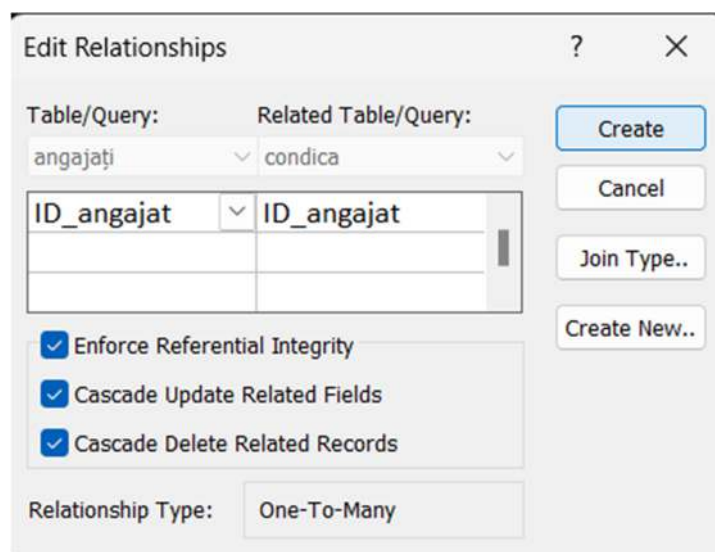 Edit Relationships ?
Table/Query: Related Table/Query:
angajați condica
ID_angajat ID_angajat
Create
Cancel
Join Type..
Create New..
Enforce Referential Integrity
Cascade Update Related Fields
Cascade Delete Related Records
Relationship Type: One-To-Many